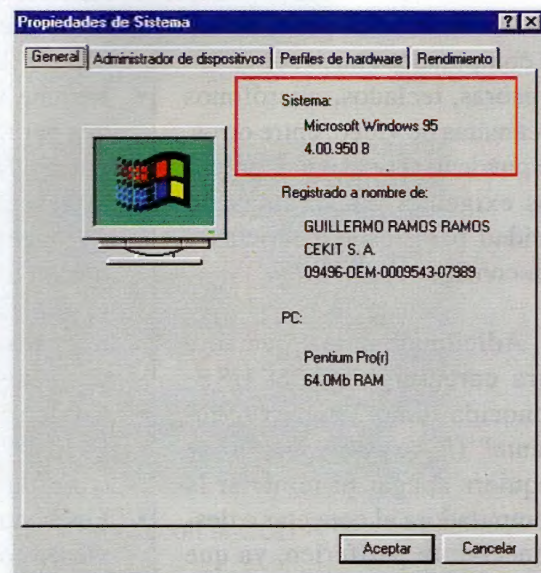 Propiedades de Sistema
General Administrador de dispositivos Perfiles de hardware Rendimiento
Sistema:
Microsoft Windows 95
4.00.950 B
Registrado a nombre de:
GUILLERMO RAMOS RAMOS
CEKIT S. A.
09496-OEM-0009543-07989
PC:
Pentium Pro(r)
64.0Mb RAM
Aceptar Cancelar